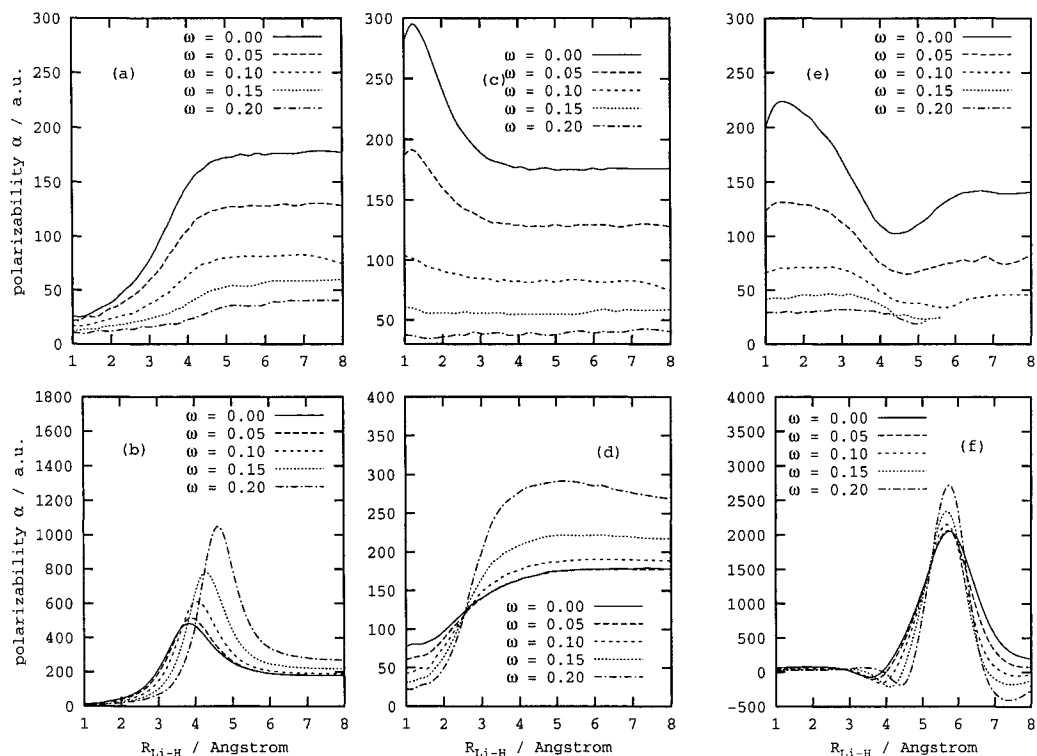 polarizability α / a.u.
300
250
200
150
100
50
0
(a)
ω = 0.00
ω = 0.05
ω = 0.10
ω = 0.15
ω = 0.20
1 2 3 4 5 6 7 8
300
250
200
150
100
50
(c)
ω = 0.00
ω = 0.05
ω = 0.10
ω = 0.15
ω = 0.20
1 2 3 4 5 6 7 8
300
250
200
150
100
50
0
(e)
ω = 0.00
ω = 0.05
ω = 0.10
ω = 0.15
ω = 0.20
1 2 3 4 5 6 7 8
polarizability α / a.u.
1800
1600
1400
1200
1000
800
600
400
200
0
(b)
ω = 0.00
ω = 0.05
ω = 0.10
ω = 0.15
ω = 0.20
1 2 3 4 5 6 7 8
R_Li-H / Angstrom
400
350
300
250
200
150
100
50
0
(d)
ω = 0.00
ω = 0.05
ω = 0.10
ω = 0.15
ω = 0.20
1 2 3 4 5 6 7 8
R_Li-H / Angstrom
4000
3500
3000
2500
2000
1500
1000
500
0
-500
(f)
ω = 0.00
ω = 0.05
ω = 0.10
ω = 0.15
ω = 0.20
1 2 3 4 5 6 7 8
R_Li-H / Angstrom